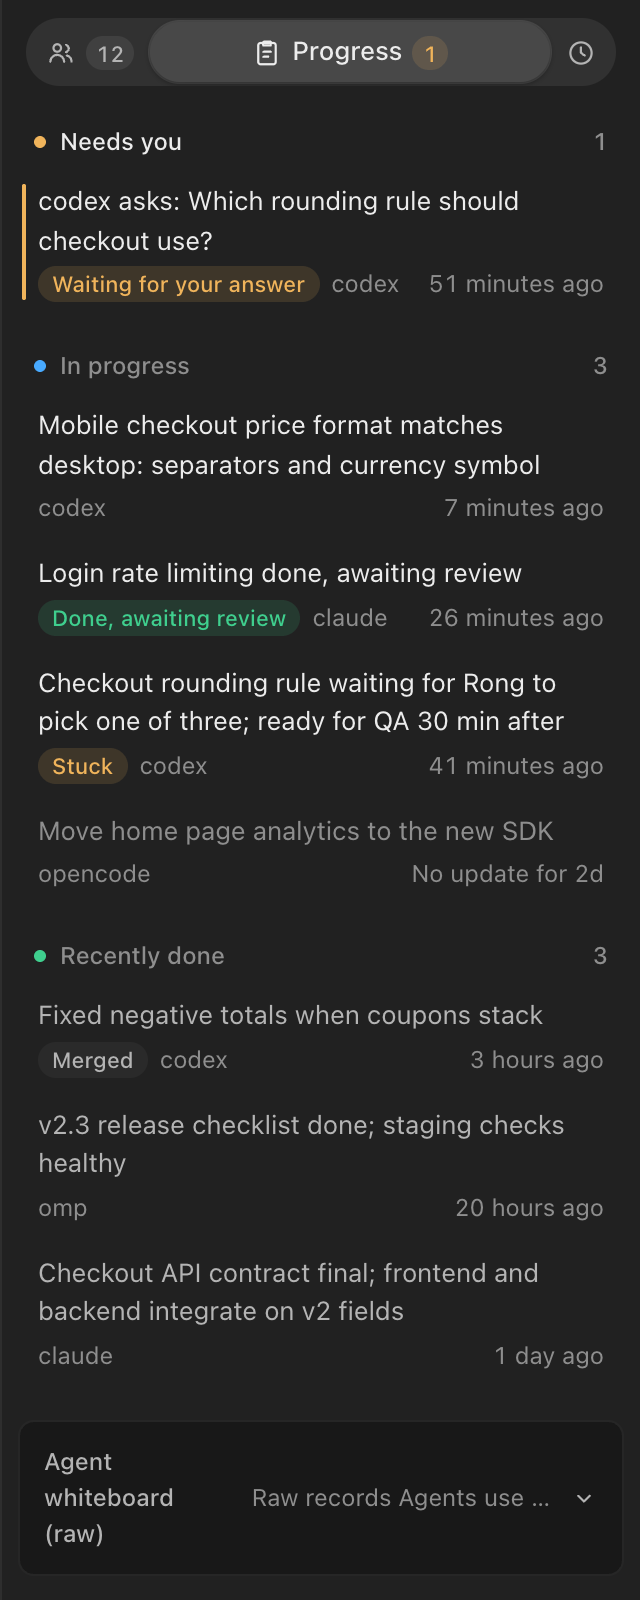 12 Progress 1
Needs you 1
codex asks: Which rounding rule should
checkout use?
Waiting for your answer codex 51 minutes ago
In progress 3
Mobile checkout price format matches
desktop: separators and currency symbol
codex 7 minutes ago
Login rate limiting done, awaiting review
Done, awaiting review claude 26 minutes ago
Checkout rounding rule waiting for Rong to
pick one of three; ready for QA 30 min after
Stuck codex 41 minutes ago
Move home page analytics to the new SDK
opencode No update for 2d
Recently done 3
Fixed negative totals when coupons stack
Merged codex 3 hours ago
v2.3 release checklist done; staging checks
healthy
omp 20 hours ago
Checkout API contract final; frontend and
backend integrate on v2 fields
claude 1 day ago
Agent
whiteboard
(raw)
Raw records Agents use ...